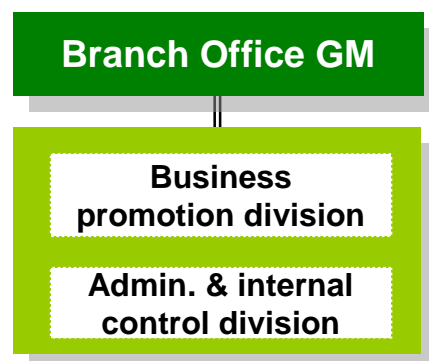 Branch Office GM
Business
promotion division
Admin. & internal
control division